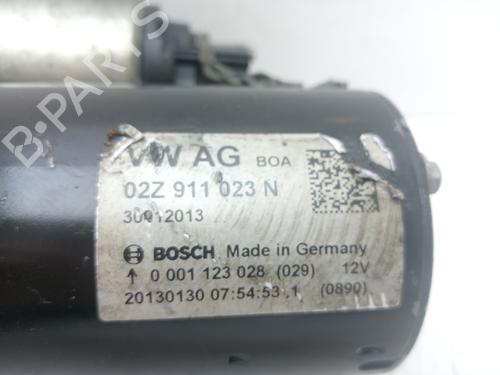 VW AG BOA
02Z 911 023 N
30012013
BOSCH Made in Germany
0 001 123 028 (029) 12V
20130130 07:54:53 1 (0890)
B-PARTS